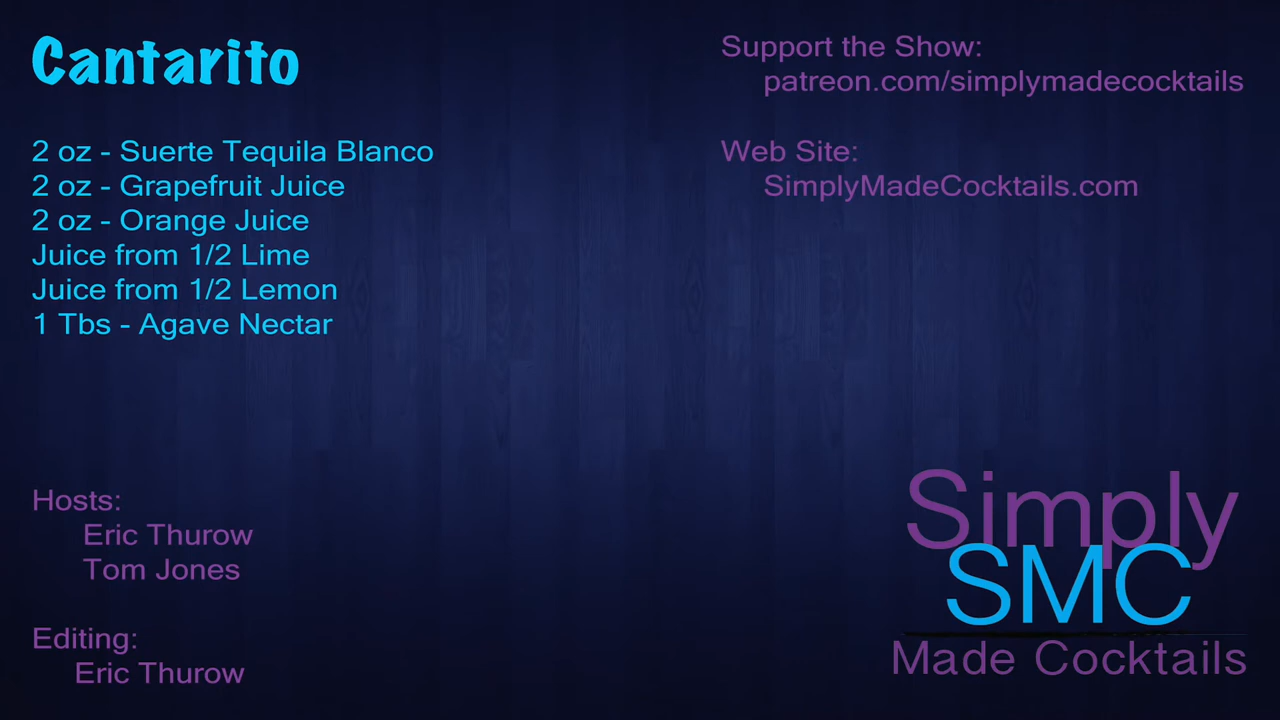 Cantarito
2 oz - Suerte Tequila Blanco
2 oz - Grapefruit Juice
2 oz - Orange Juice
Juice from 1/2 Lime
Juice from 1/2 Lemon
1 Tbs - Agave Nectar
Support the Show:
patreon.com/simplymadecocktails
Web Site:
SimplyMadeCocktails.com
Hosts:
Eric Thurow
Tom Jones
Editing:
Eric Thurow
Simply
SMC
Made Cocktails